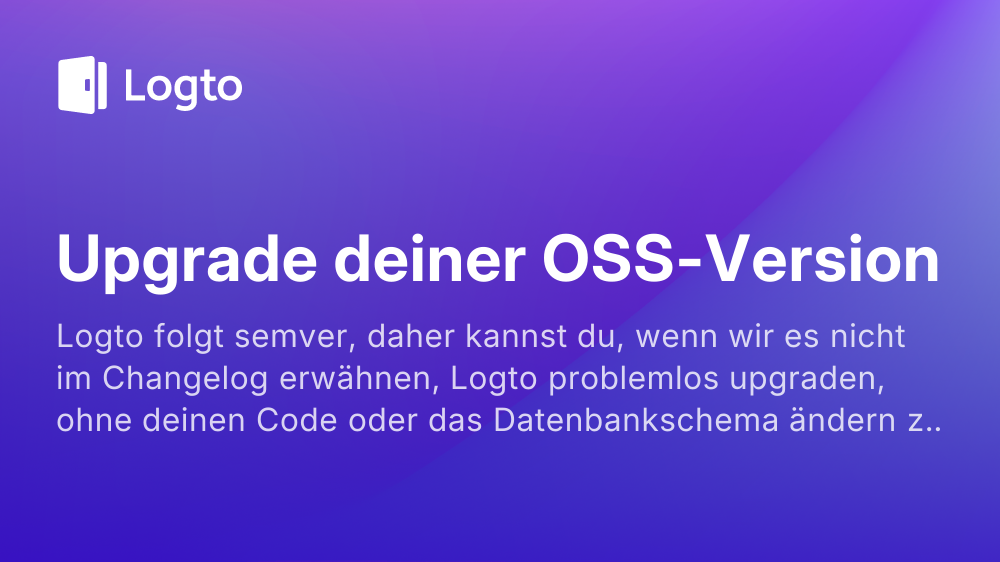 Logto
Upgrade deiner OSS-Version
Logto folgt semver, daher kannst du, wenn wir es nicht
im Changelog erwähnen, Logto problemlos upgraden,
ohne deinen Code oder das Datenbankschema ändern z..